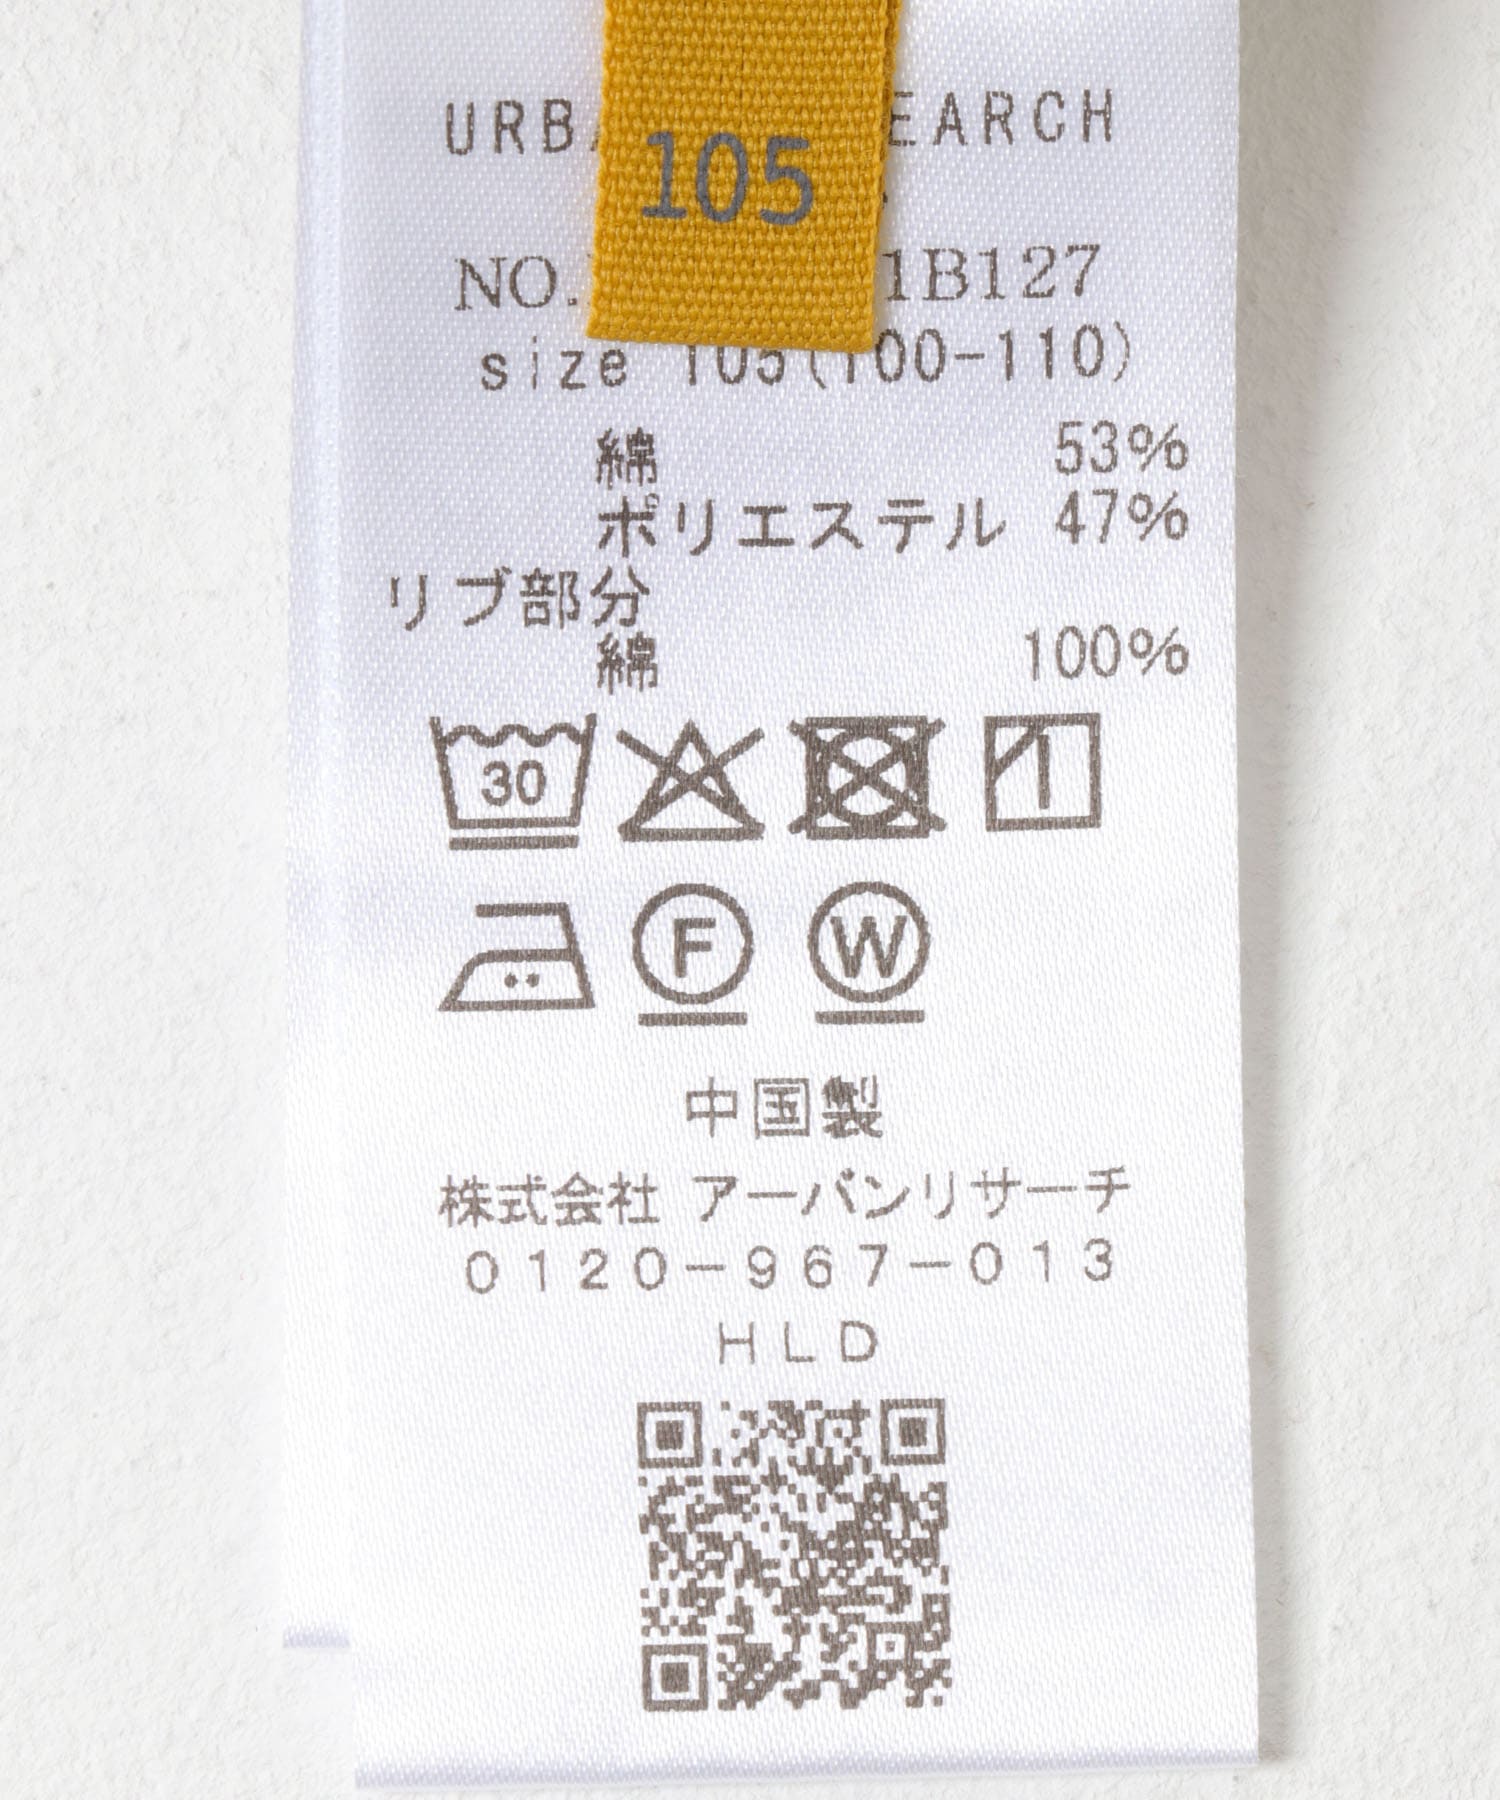 105
EARCH
NO. 1B127
size 105(100-110)
綿 53%
ポリエステル 47%
リブ部分
綿 100%
30
F W
中国製
株式会社 アーバンリサーチ
0120-967-013
HLD